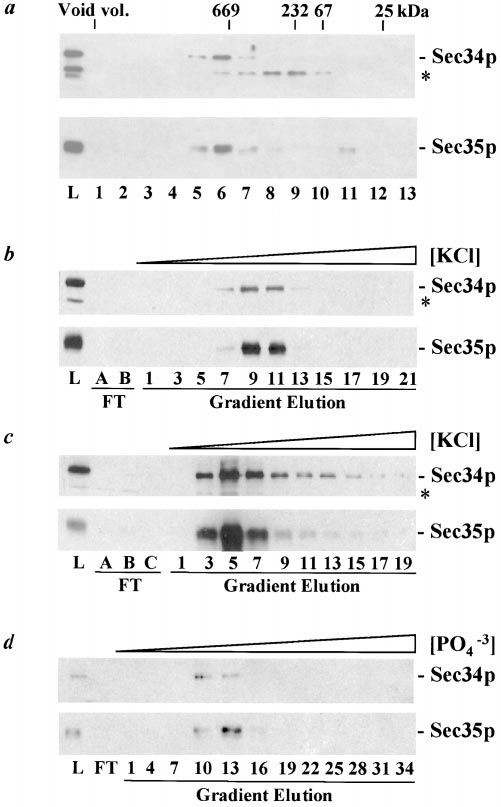 a
Void vol. 669 232 67 25 kDa
- Sec34p
*
- Sec35p
L 1 2 3 4 5 6 7 8 9 10 11 12 13
b
[KCl]
- Sec34p
*
- Sec35p
L A B 1 3 5 7 9 11 13 15 17 19 21
FT Gradient Elution
c
[KCl]
- Sec34p
*
- Sec35p
L A B C 1 3 5 7 9 11 13 15 17 19
FT Gradient Elution
d
[PO4 -3]
- Sec34p
- Sec35p
L FT 1 4 7 10 13 16 19 22 25 28 31 34
Gradient Elution